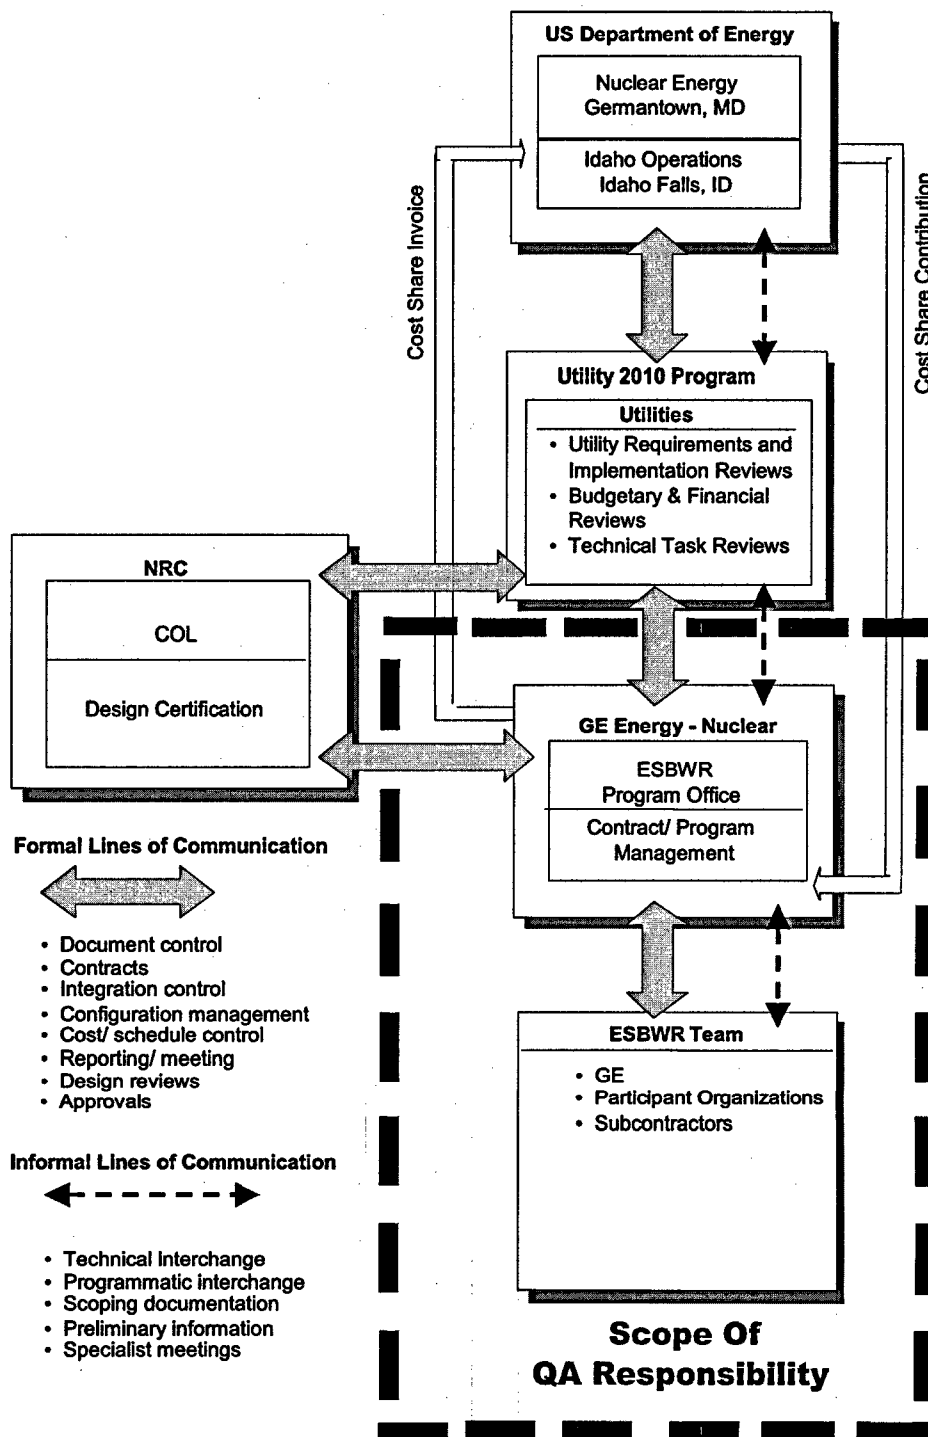 US Department of Energy
Nuclear Energy
Germantown, MD
Idaho Operations
Idaho Falls, ID
Cost Share Invoice
Cost Share Contribution
Utility 2010 Program
Utilities
• Utility Requirements and
Implementation Reviews
• Budgetary & Financial
Reviews
• Technical Task Reviews
NRC
COL
Design Certification
GE Energy - Nuclear
ESBWR
Program Office
Contract/ Program
Management
Formal Lines of Communication
• Document control
• Contracts
• Integration control
• Configuration management
• Cost/ schedule control
• Reporting/ meeting
• Design reviews
• Approvals
ESBWR Team
• GE
• Participant Organizations
• Subcontractors
Informal Lines of Communication
• Technical Interchange
• Programmatic interchange
• Scoping documentation
• Preliminary information
• Specialist meetings
Scope Of
QA Responsibility